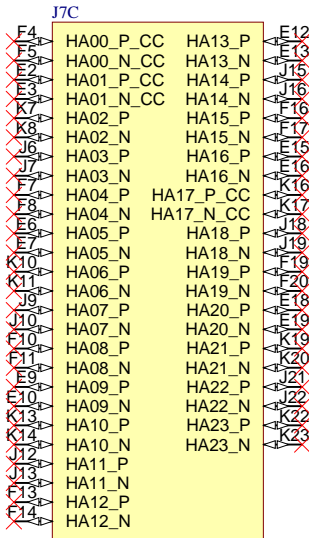 J7C
F4 HA00_P_CC HA13_P E12
F5 HA00_N_CC HA13_N E13
E2 HA01_P_CC HA14_P J15
E3 HA01_N_CC HA14_N J16
K7 HA02_P HA15_P F16
K8 HA02_N HA15_N F17
J6 HA03_P HA16_P E15
J7 HA03_N HA16_N E16
F7 HA04_P HA17_P_CC K16
F8 HA04_N HA17_N_CC K17
E6 HA05_P HA18_P J18
E7 HA05_N HA18_N J19
K10 HA06_P HA19_P F19
K11 HA06_N HA19_N F20
J9 HA07_P HA20_P E18
J10 HA07_N HA20_N E19
F10 HA08_P HA21_P K19
F11 HA08_N HA21_N K20
E9 HA09_P HA22_P J21
E10 HA09_N HA22_N J22
K13 HA10_P HA23_P K22
K14 HA10_N HA23_N K23
J12 HA11_P
J13 HA11_N
F13 HA12_P
F14 HA12_N